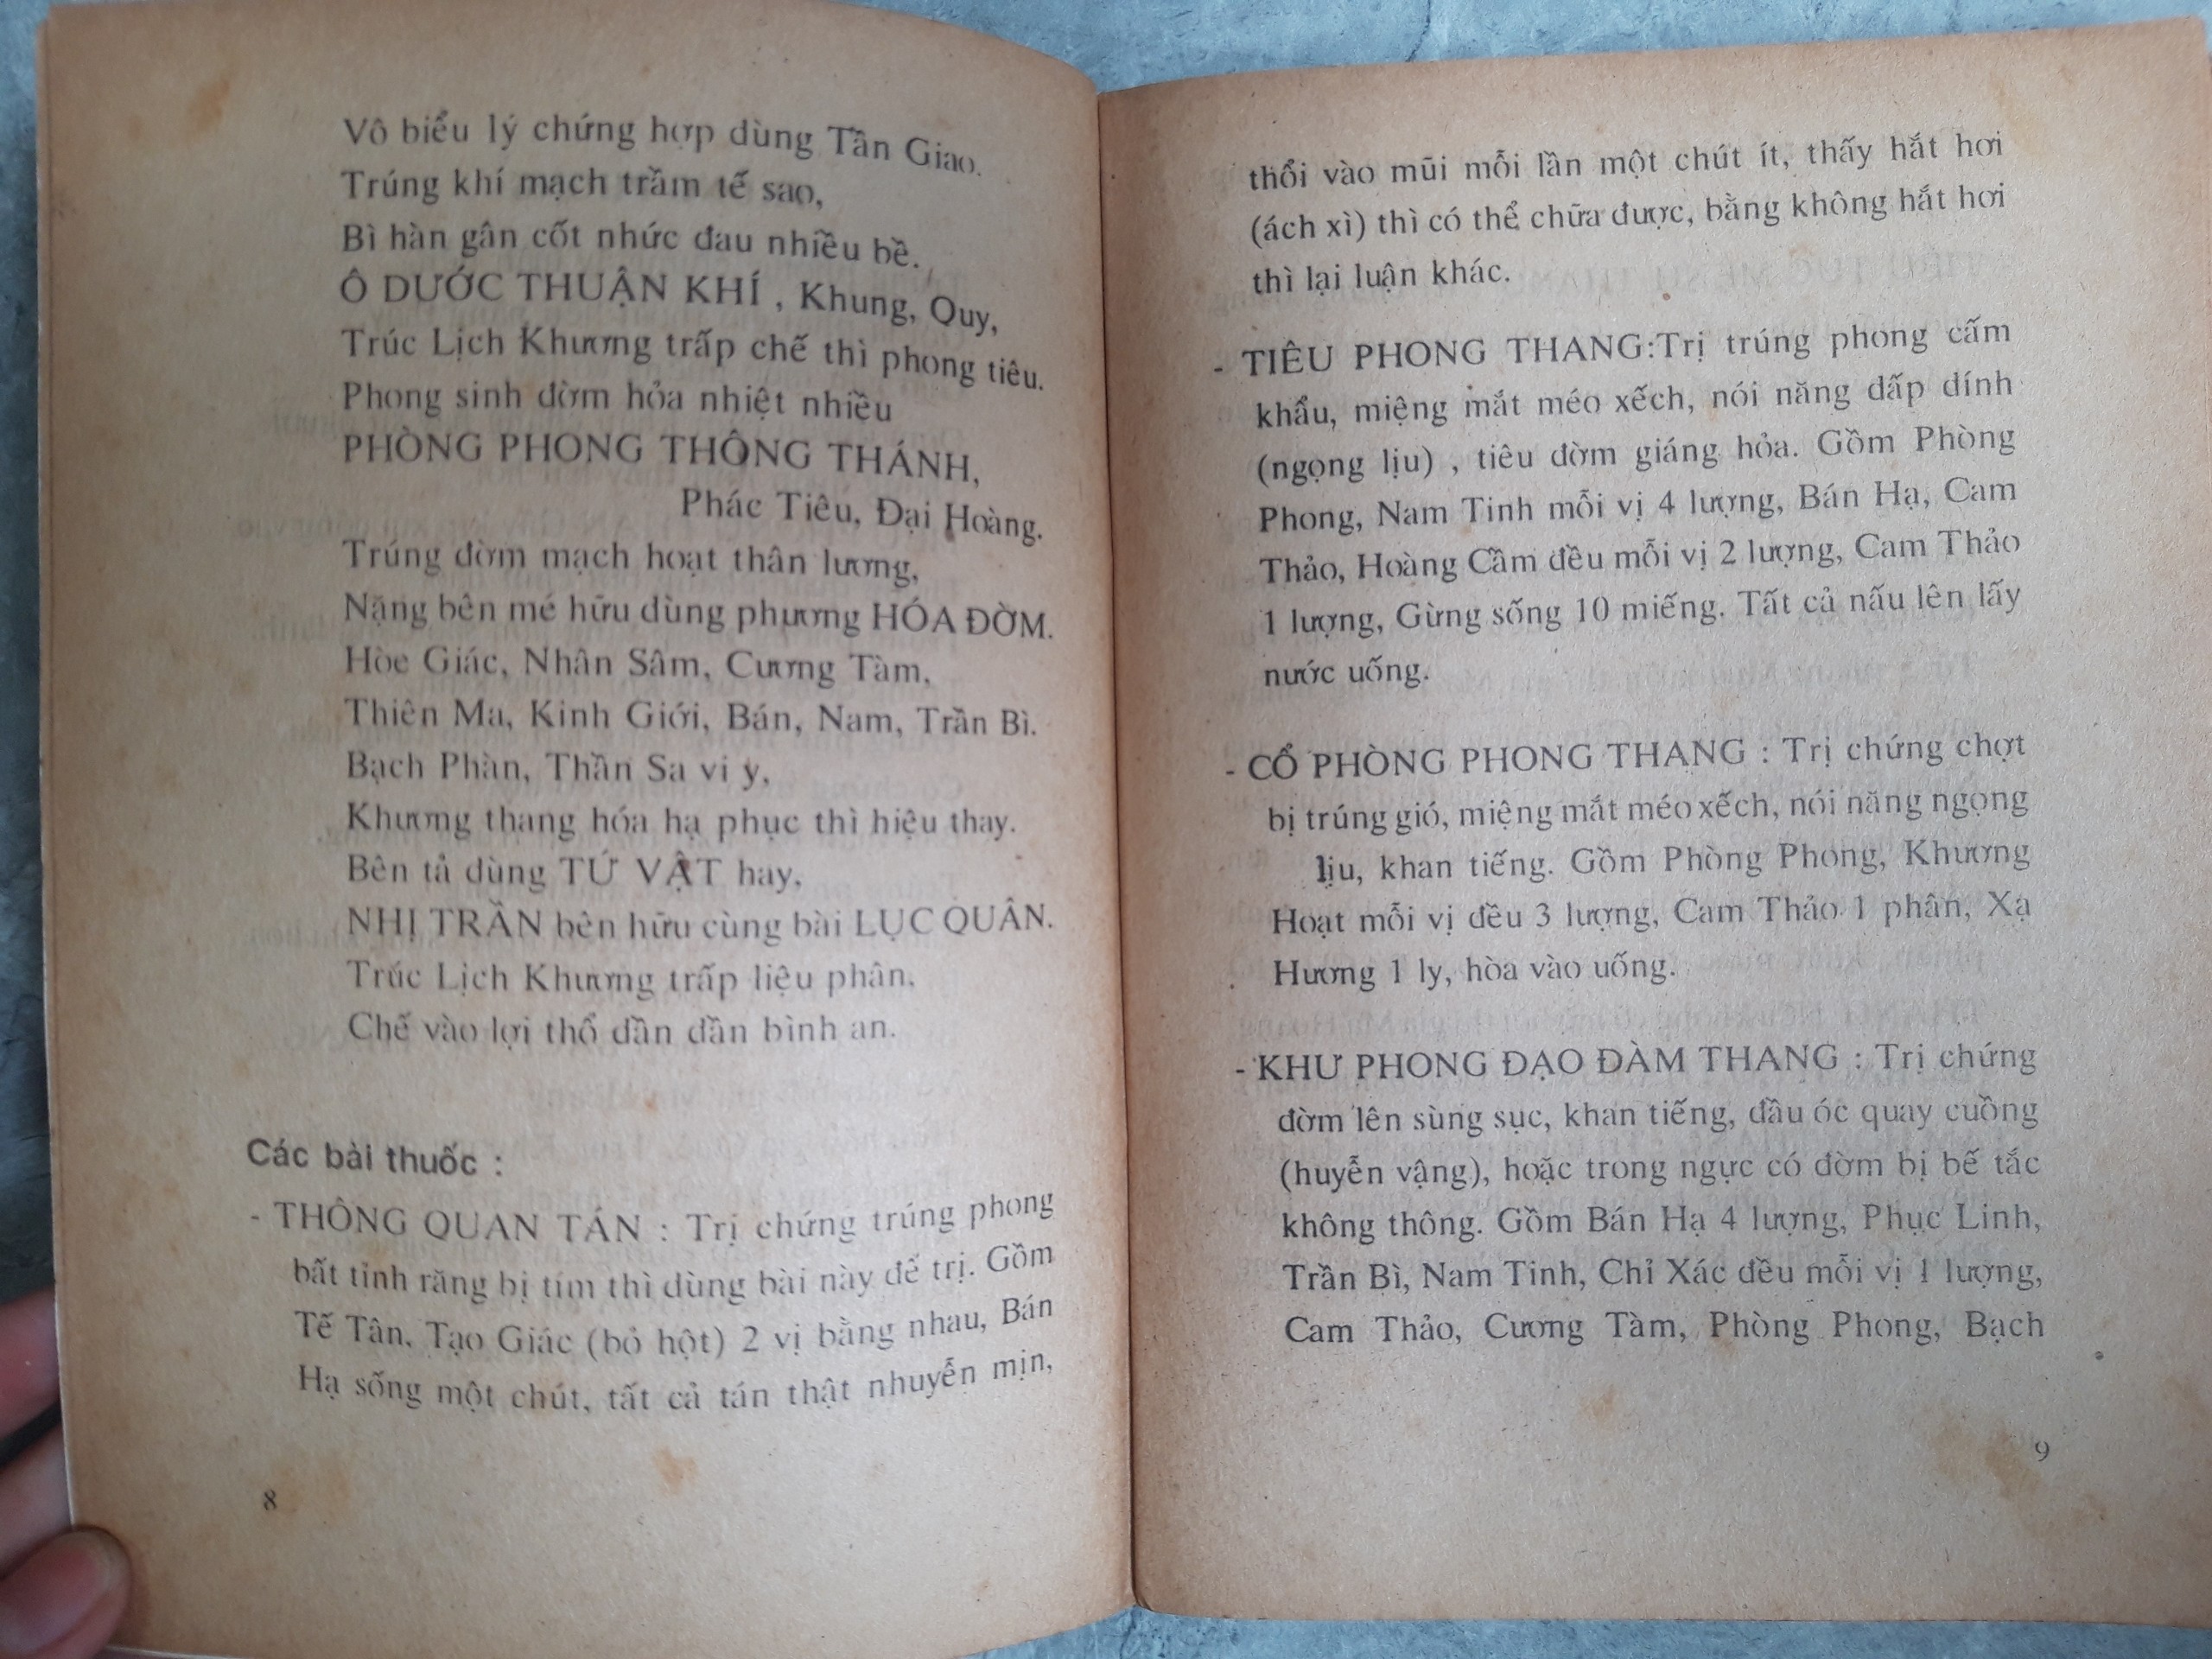 Vô biểu lý chứng hợp dùng Tần Giao.
Trúng khí mạch trầm tế sao,
Bì hàn gân cốt nhức đau nhiều bề.
Ô DƯỚC THUẬN KHÍ , Khung, Quy,
Trúc Lịch Khương trấp chế thì phong tiêu.
Phong sinh đờm hỏa nhiệt nhiều
PHÒNG PHONG THÔNG THÁNH,
Phác Tiêu, Đại Hoàng.
Trúng đờm mạch hoạt thân lương,
Nặng bên mé hữu dùng phương HÓA ĐỜM.
Hòe Giác, Nhân Sâm, Cương Tàm,
Thiên Ma, Kinh Giới, Bán, Nam, Trần Bì.
Bạch Phàn, Thần Sa vi y,
Khương thang hóa hạ phục thì hiệu thay.
Bên tả dùng TỨ VẬT hay,
NHỊ TRẦN bên hữu cùng bài LỤC QUÂN.
Trúc Lịch Khương trấp liệu phân,
Chế vào lợi thổ dần dần bình an.
Các bài thuốc :
- THÔNG QUAN TÁN : Trị chứng trúng phong
bất tỉnh răng bị tím thì dùng bài này để trị. Gồm
Tế Tân, Tạo Giác (bỏ hột) 2 vị bằng nhau, Bán
Hạ sống một chút, tất cả tán thật nhuyễn mịn,
8
thổi vào mũi mỗi lần một chút ít, thấy hắt hơi
(ách xì) thì có thể chữa được, bằng không hắt hơi
thì lại luận khác.
- TIÊU PHONG THANG:Trị trúng phong cấm
khẩu, miệng mắt méo xếch, nói năng dấp dính
(ngọng lịu) , tiêu đờm giáng hỏa. Gồm Phòng
Phong, Nam Tinh mỗi vị 4 lượng, Bán Hạ, Cam
Thảo, Hoàng Cầm đều mỗi vị 2 lượng, Cam Thảo
1 lượng, Gừng sống 10 miếng. Tất cả nấu lên lấy
nước uống.
- CỔ PHÒNG PHONG THANG : Trị chứng chợt
bị trúng gió, miệng mắt méo xếch, nói năng ngọng
lịu, khan tiếng. Gồm Phòng Phong, Khương
Hoạt mỗi vị đều 3 lượng, Cam Thảo 1 phân, Xạ
Hương 1 ly, hòa vào uống.
- KHƯ PHONG ĐẠO ĐÀM THANG : Trị chứng
đờm lên sùng sục, khan tiếng, đầu óc quay cuồng
(huyễn vậng), hoặc trong ngực có đờm bị bế tắc
không thông. Gồm Bán Hạ 4 lượng, Phục Linh,
Trần Bì, Nam Tinh, Chỉ Xác đều mỗi vị 1 lượng,
Cam Thảo, Cương Tàm, Phòng Phong, Bạch
9